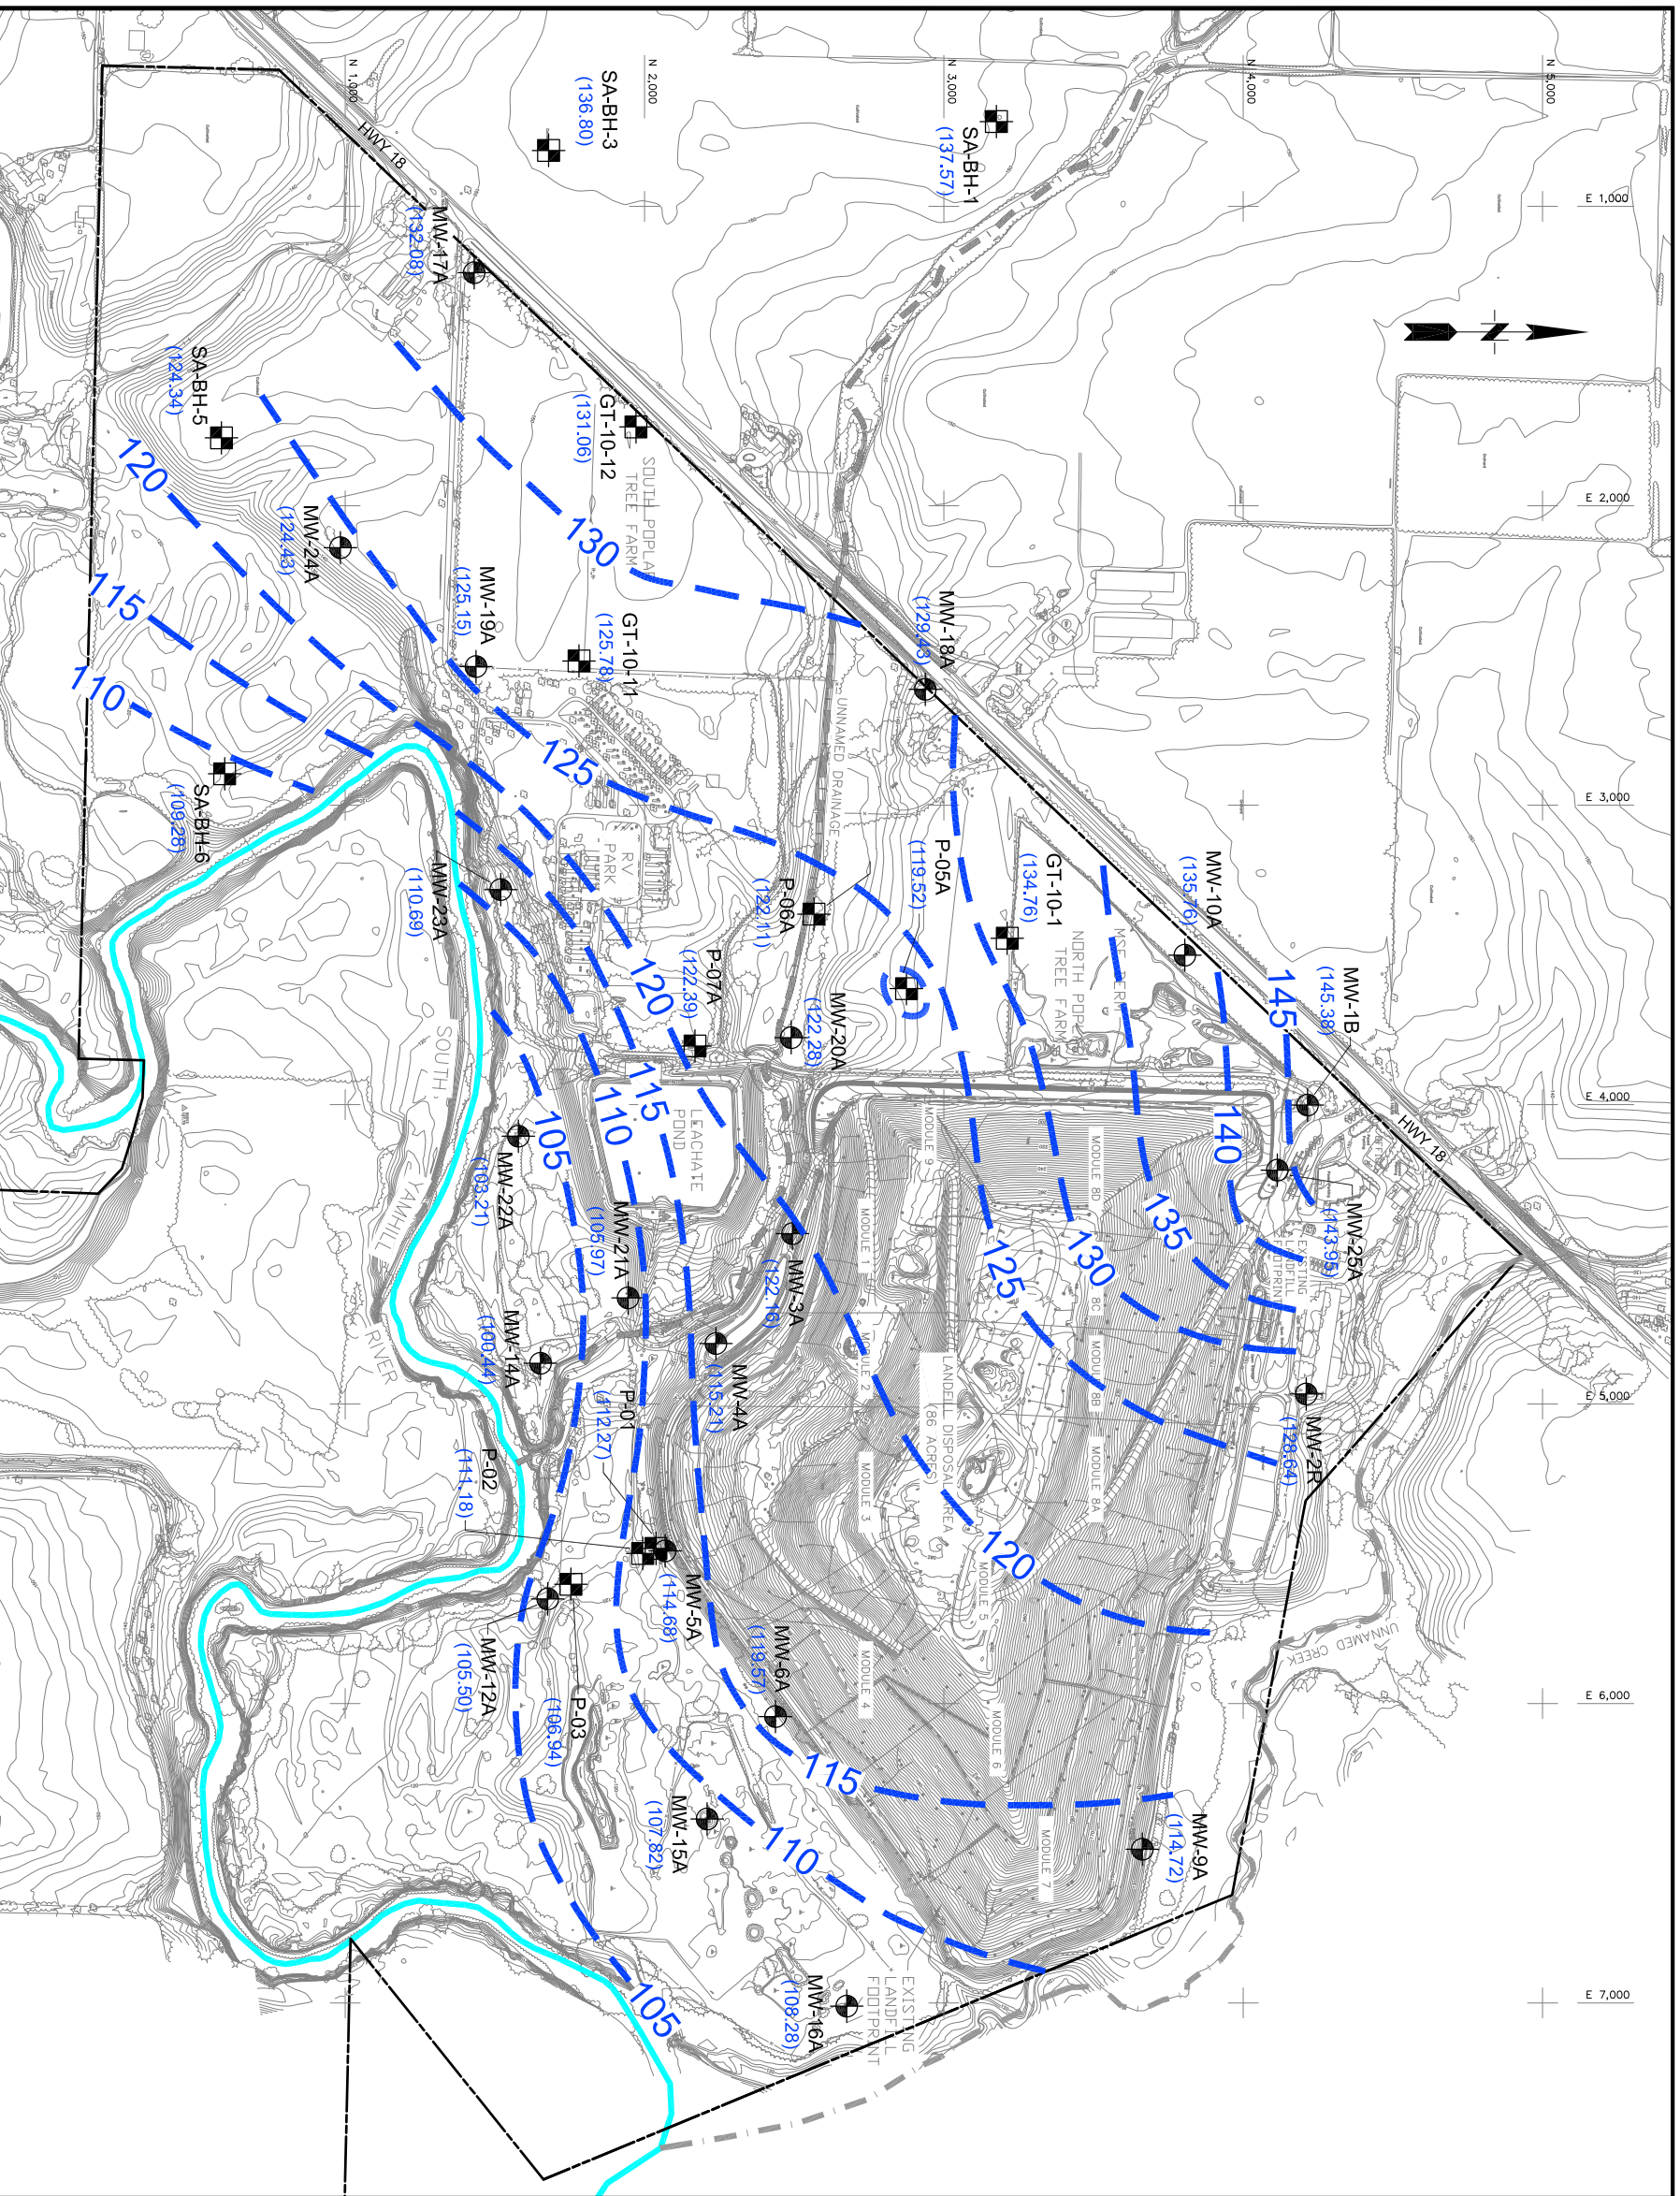 N 1,000
N 2,000
N 3,000
N 4,000
N 5,000
E 1,000
E 2,000
E 3,000
E 4,000
E 5,000
E 6,000
E 7,000
HWY 18
HWY 18
SA-BH-3
(136.80)
SA-BH-1
(137.57)
MW-17A
(132.08)
SA-BH-5
(124.34)
GT-10-12
(131.06)
SOUTH POPLAR
TREE FARM
MW-24A
(124.43)
MW-19A
(125.15)
GT-10-11
(125.78)
MW-18A
(129.43)
UNNAMED DRAINAGE
SA-BH-6
(109.28)
MW-23A
(110.69)
RV
PARK
P-06A
(122.11)
P-05A
(119.52)
GT-10-1
(134.76)
MW-10A
(135.76)
MSE BERM
NORTH POPLAR
TREE FARM
P-07A
(122.39)
MW-20A
(122.28)
MW-1B
(145.38)
MW-25A
(143.95)
EXISTING
LANDFILL
FOOTPRINT
SOUTH
YAMHILL
RIVER
LEACHATE
POND
MW-22A
(103.21)
MW-21A
(105.97)
MW-3A
(122.16)
MW-14A
(100.44)
MW-4A
(115.21)
P-01
(112.27)
P-02
(111.18)
MW-5A
(114.68)
MW-2R
(128.64)
MW-12A
(105.50)
P-03
(106.94)
MW-6A
(119.57)
MW-15A
(107.82)
MW-9A
(114.72)
MW-16A
(108.28)
EXISTING
LANDFILL
FOOTPRINT
UNNAMED CREEK
LANDFILL DISPOSAL AREA
(86 ACRES)
MODULE 1
MODULE 2
MODULE 3
MODULE 4
MODULE 5
MODULE 6
MODULE 7
MODULE 8A
MODULE 8B
MODULE 8C
MODULE 8D
MODULE 9
120
115
110
130
125
120
115
110
105
145
140
135
130
125
120
115
110
105